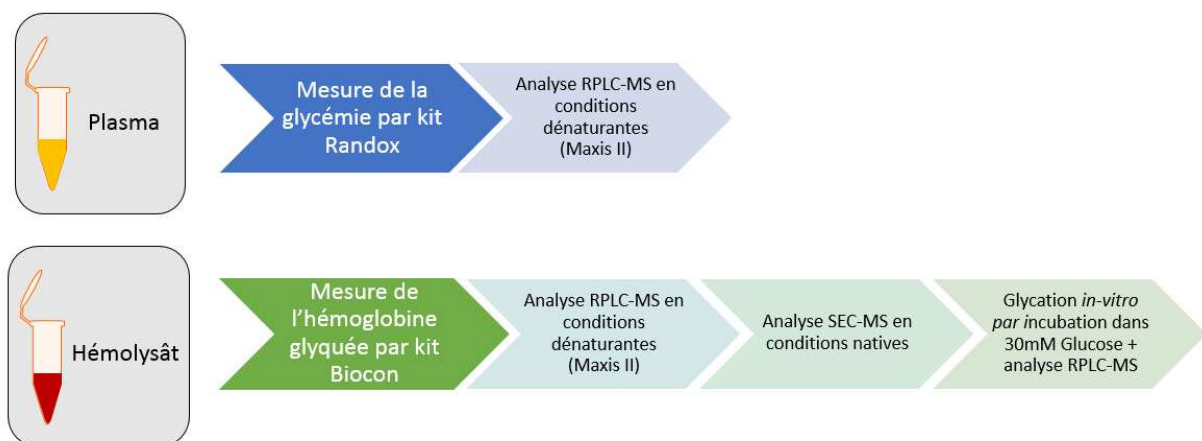 Plasma
Mesure de la
glycémie par kit
Randox
Analyse RPLC-MS en
conditions
dénaturantes
(Maxis II)
Hémolysât
Mesure de
l'hémoglobine
glyquée par kit
Biocon
Analyse RPLC-MS en
conditions
dénaturantes
(Maxis II)
Analyse SEC-MS en
conditions natives
Glycation in-vitro
par incubation dans
30mM Glucose +
analyse RPLC-MS